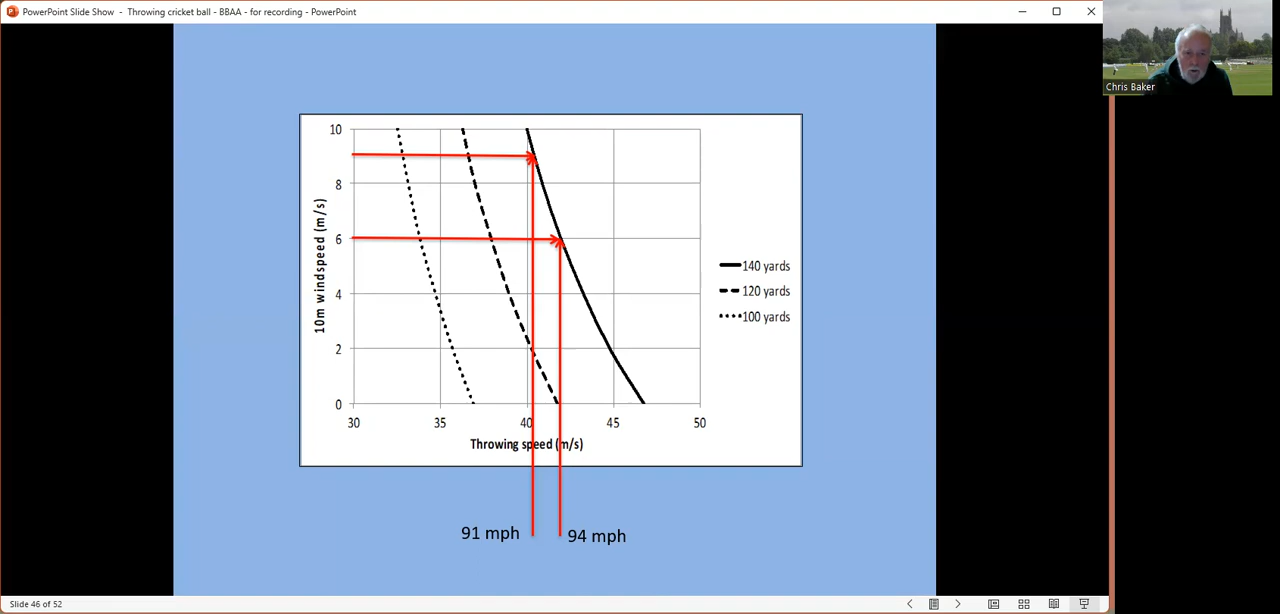 PowerPoint Slide Show - Throwing cricket ball - BBAA - for recording - PowerPoint
Chris Baker
10
8
6
4
2
0
10m windspeed (m/s)
30 35 40 45 50
Throwing speed (m/s)
140 yards
120 yards
100 yards
91 mph
94 mph
Slide 46 of 52